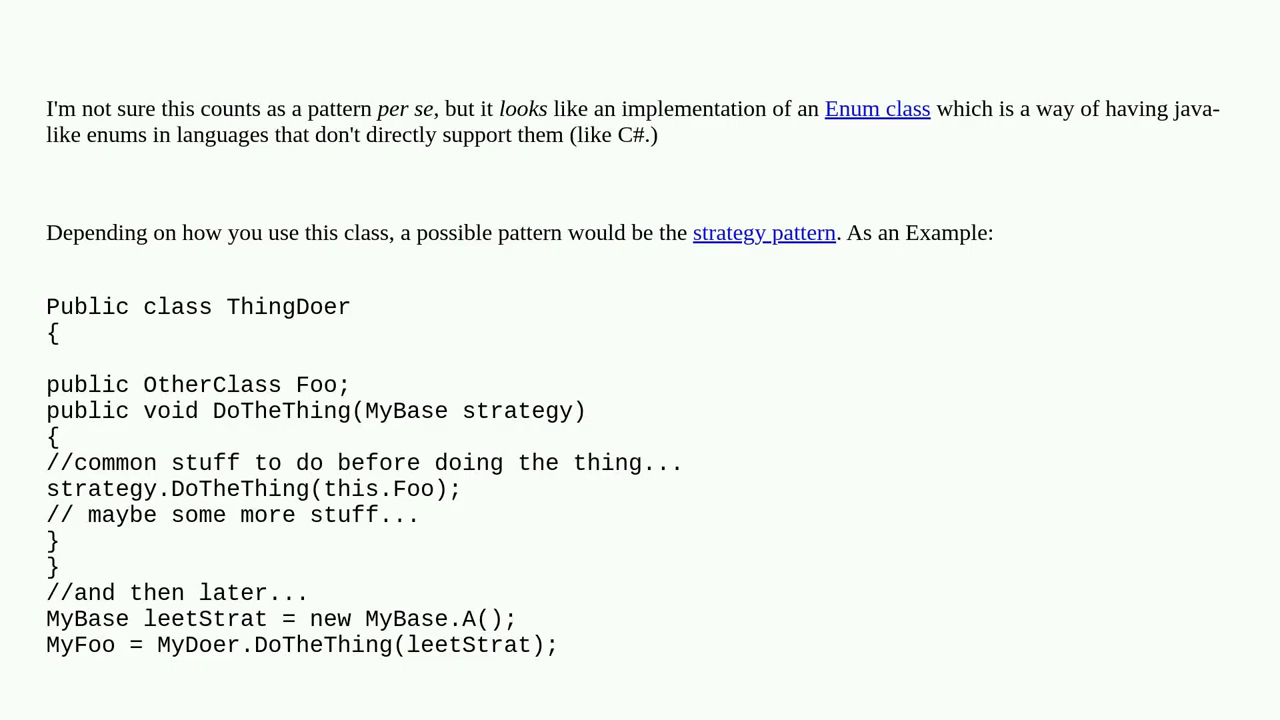 I'm not sure this counts as a pattern per se, but it looks like an implementation of an Enum class which is a way of having java-
like enums in languages that don't directly support them (like C#.)
Depending on how you use this class, a possible pattern would be the strategy pattern. As an Example:
Public class ThingDoer
{
public OtherClass Foo;
public void DoTheThing(MyBase strategy)
{
//common stuff to do before doing the thing...
strategy.DoTheThing(this.Foo);
// maybe some more stuff...
}
}
//and then later...
MyBase leetStrat = new MyBase.A();
MyFoo = MyDoer.DoTheThing(leetStrat);